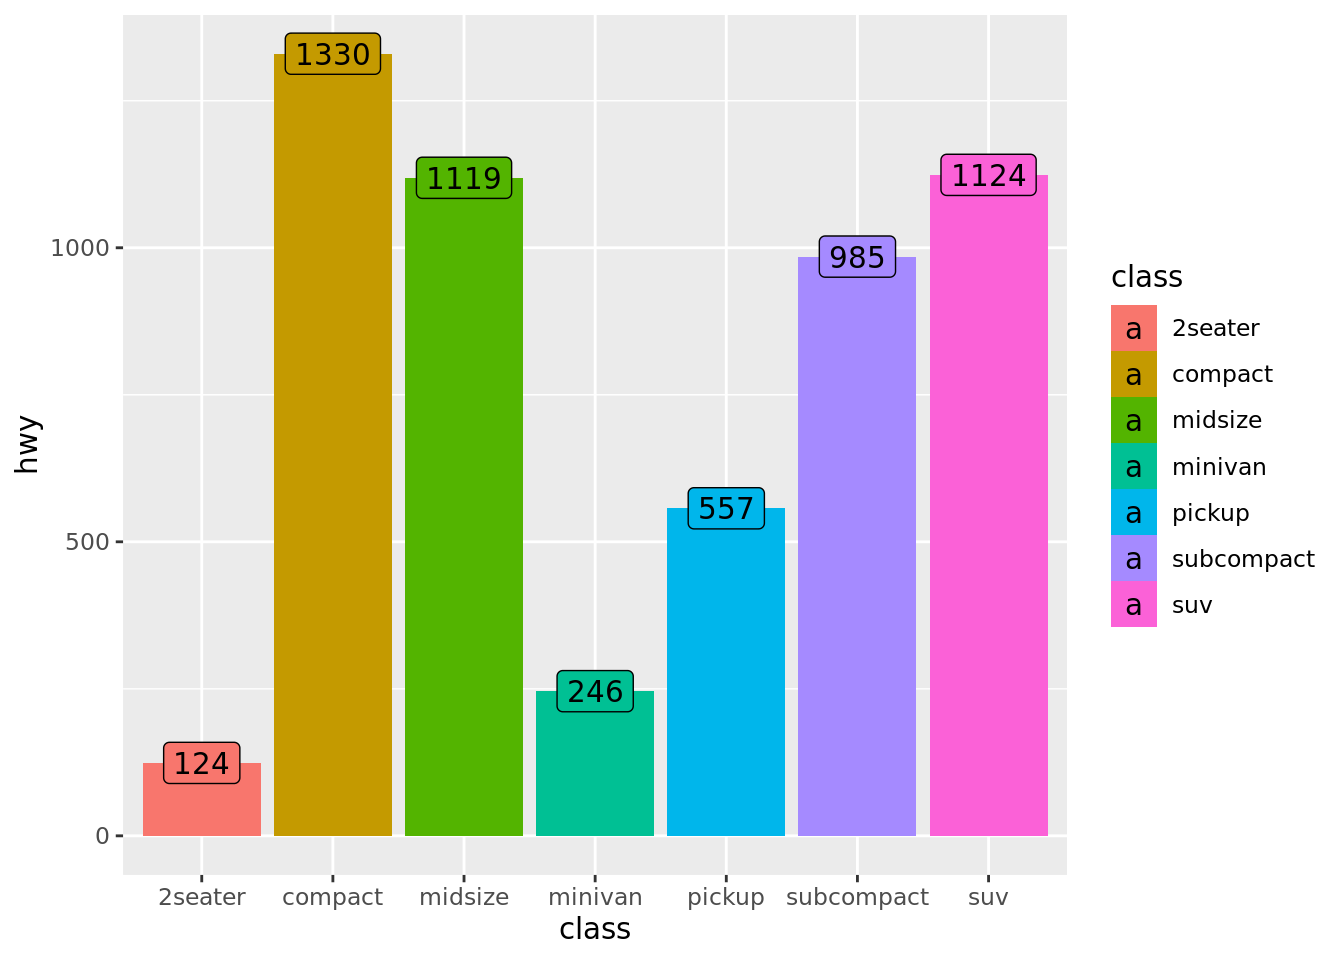 1330
1119
1124
985
557
246
124
1000
500
0
hwy
2seater
compact
midsize
minivan
pickup
subcompact
suv
class
class
a 2seater
a compact
a midsize
a minivan
a pickup
a subcompact
a suv